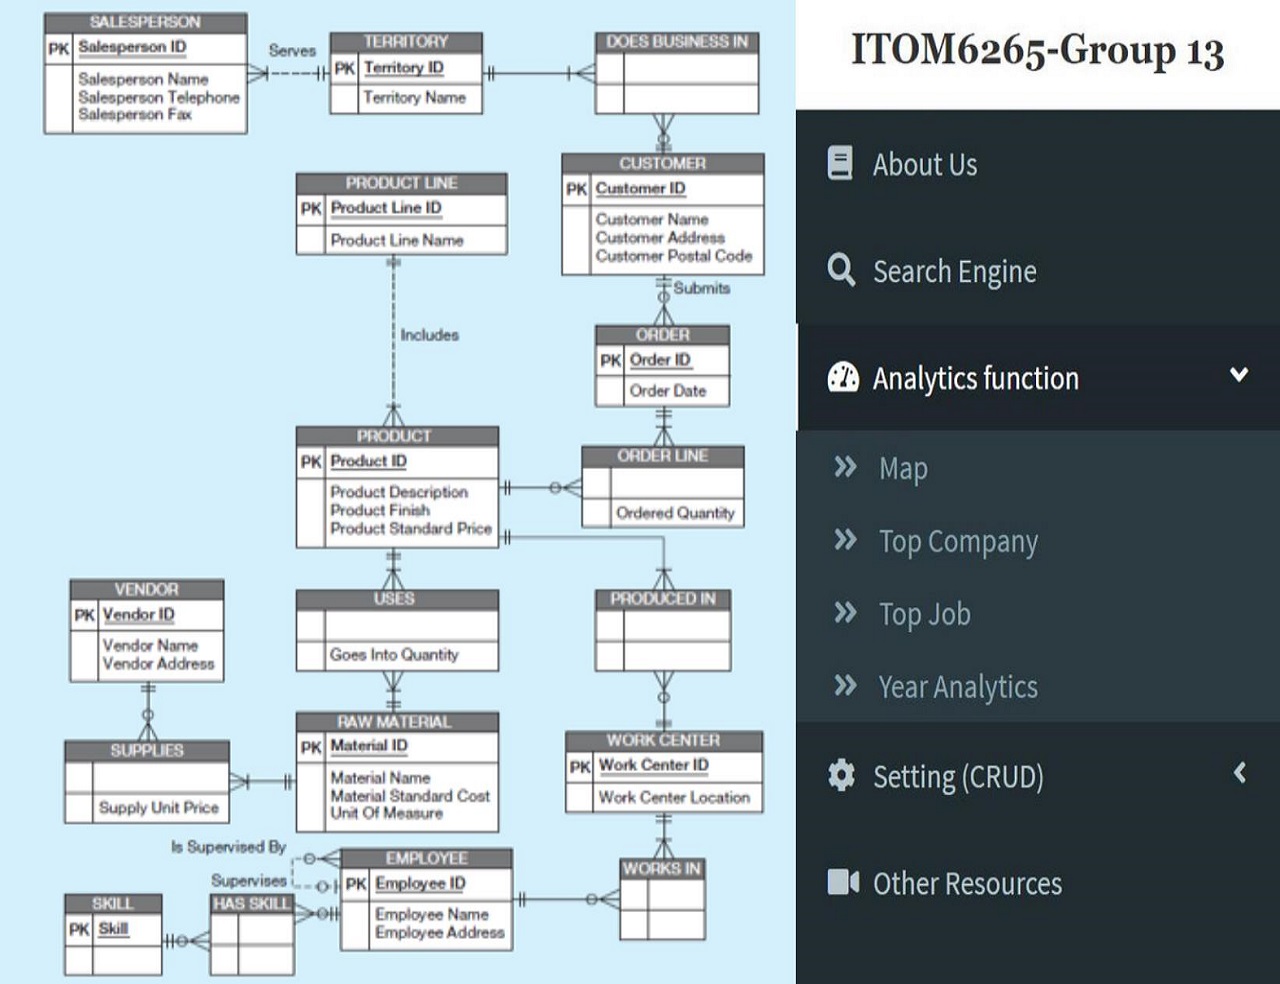 SALESPERSON
PK Salesperson ID
Salesperson Name
Salesperson Telephone
Salesperson Fax
Serves
TERRITORY
PK Territory ID
Territory Name
DOES BUSINESS IN
CUSTOMER
PK Customer ID
Customer Name
Customer Address
Customer Postal Code
PRODUCT LINE
PK Product Line ID
Product Line Name
Submits
Includes
ORDER
PK Order ID
Order Date
PRODUCT
PK Product ID
Product Description
Product Finish
Product Standard Price
ORDER LINE
Ordered Quantity
VENDOR
PK Vendor ID
Vendor Name
Vendor Address
USES
Goes Into Quantity
PRODUCED IN
SUPPLIES
Supply Unit Price
RAW MATERIAL
PK Material ID
Material Name
Material Standard Cost
Unit Of Measure
WORK CENTER
PK Work Center ID
Work Center Location
Is Supervised By
Supervises
EMPLOYEE
PK Employee ID
Employee Name
Employee Address
WORKS IN
SKILL
PK Skill
HAS SKILL
ITOM6265-Group 13
About Us
Search Engine
Analytics function
Map
Top Company
Top Job
Year Analytics
Setting (CRUD)
Other Resources